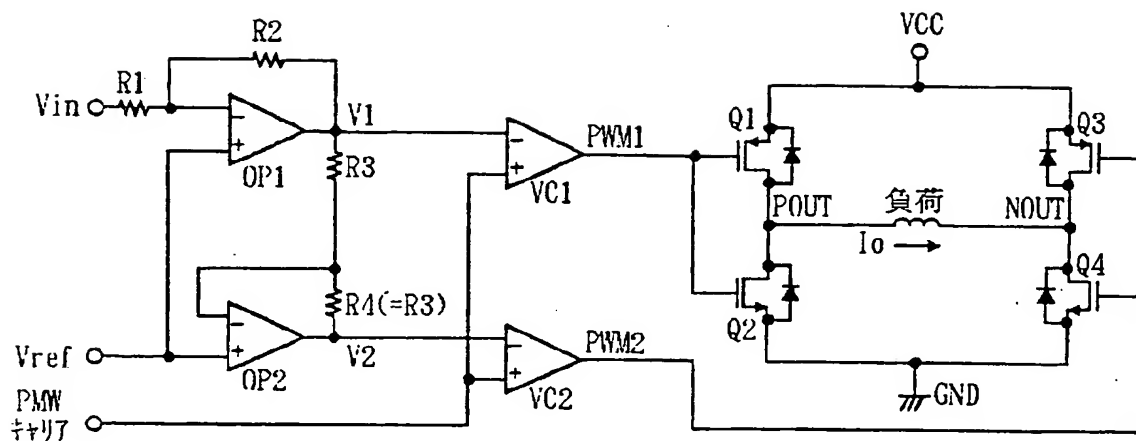 VCC
R2
R1
Vin
V1
OP1
R3
PWM1
VC1
Q1
Q3
POUT
負荷
NOUT
Io
R4(=R3)
Q2
Q4
Vref
OP2
V2
VC2
PWM2
GND
PMW
キャリア